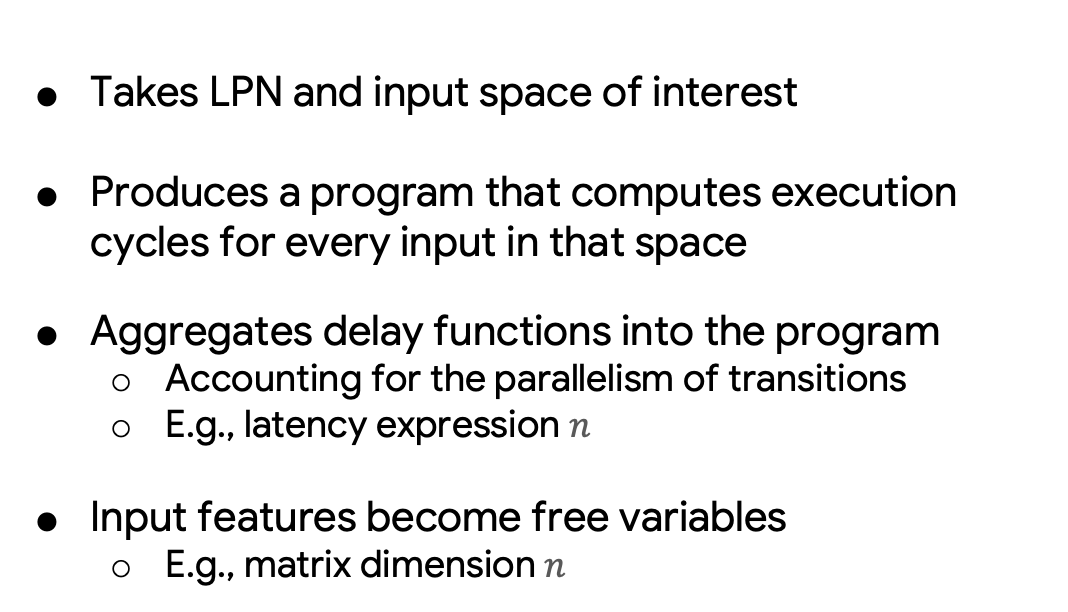 ● Takes LPN and input space of interest
● Produces a program that computes execution
cycles for every input in that space
● Aggregates delay functions into the program
○ Accounting for the parallelism of transitions
○ E.g., latency expression n
● Input features become free variables
○ E.g., matrix dimension n